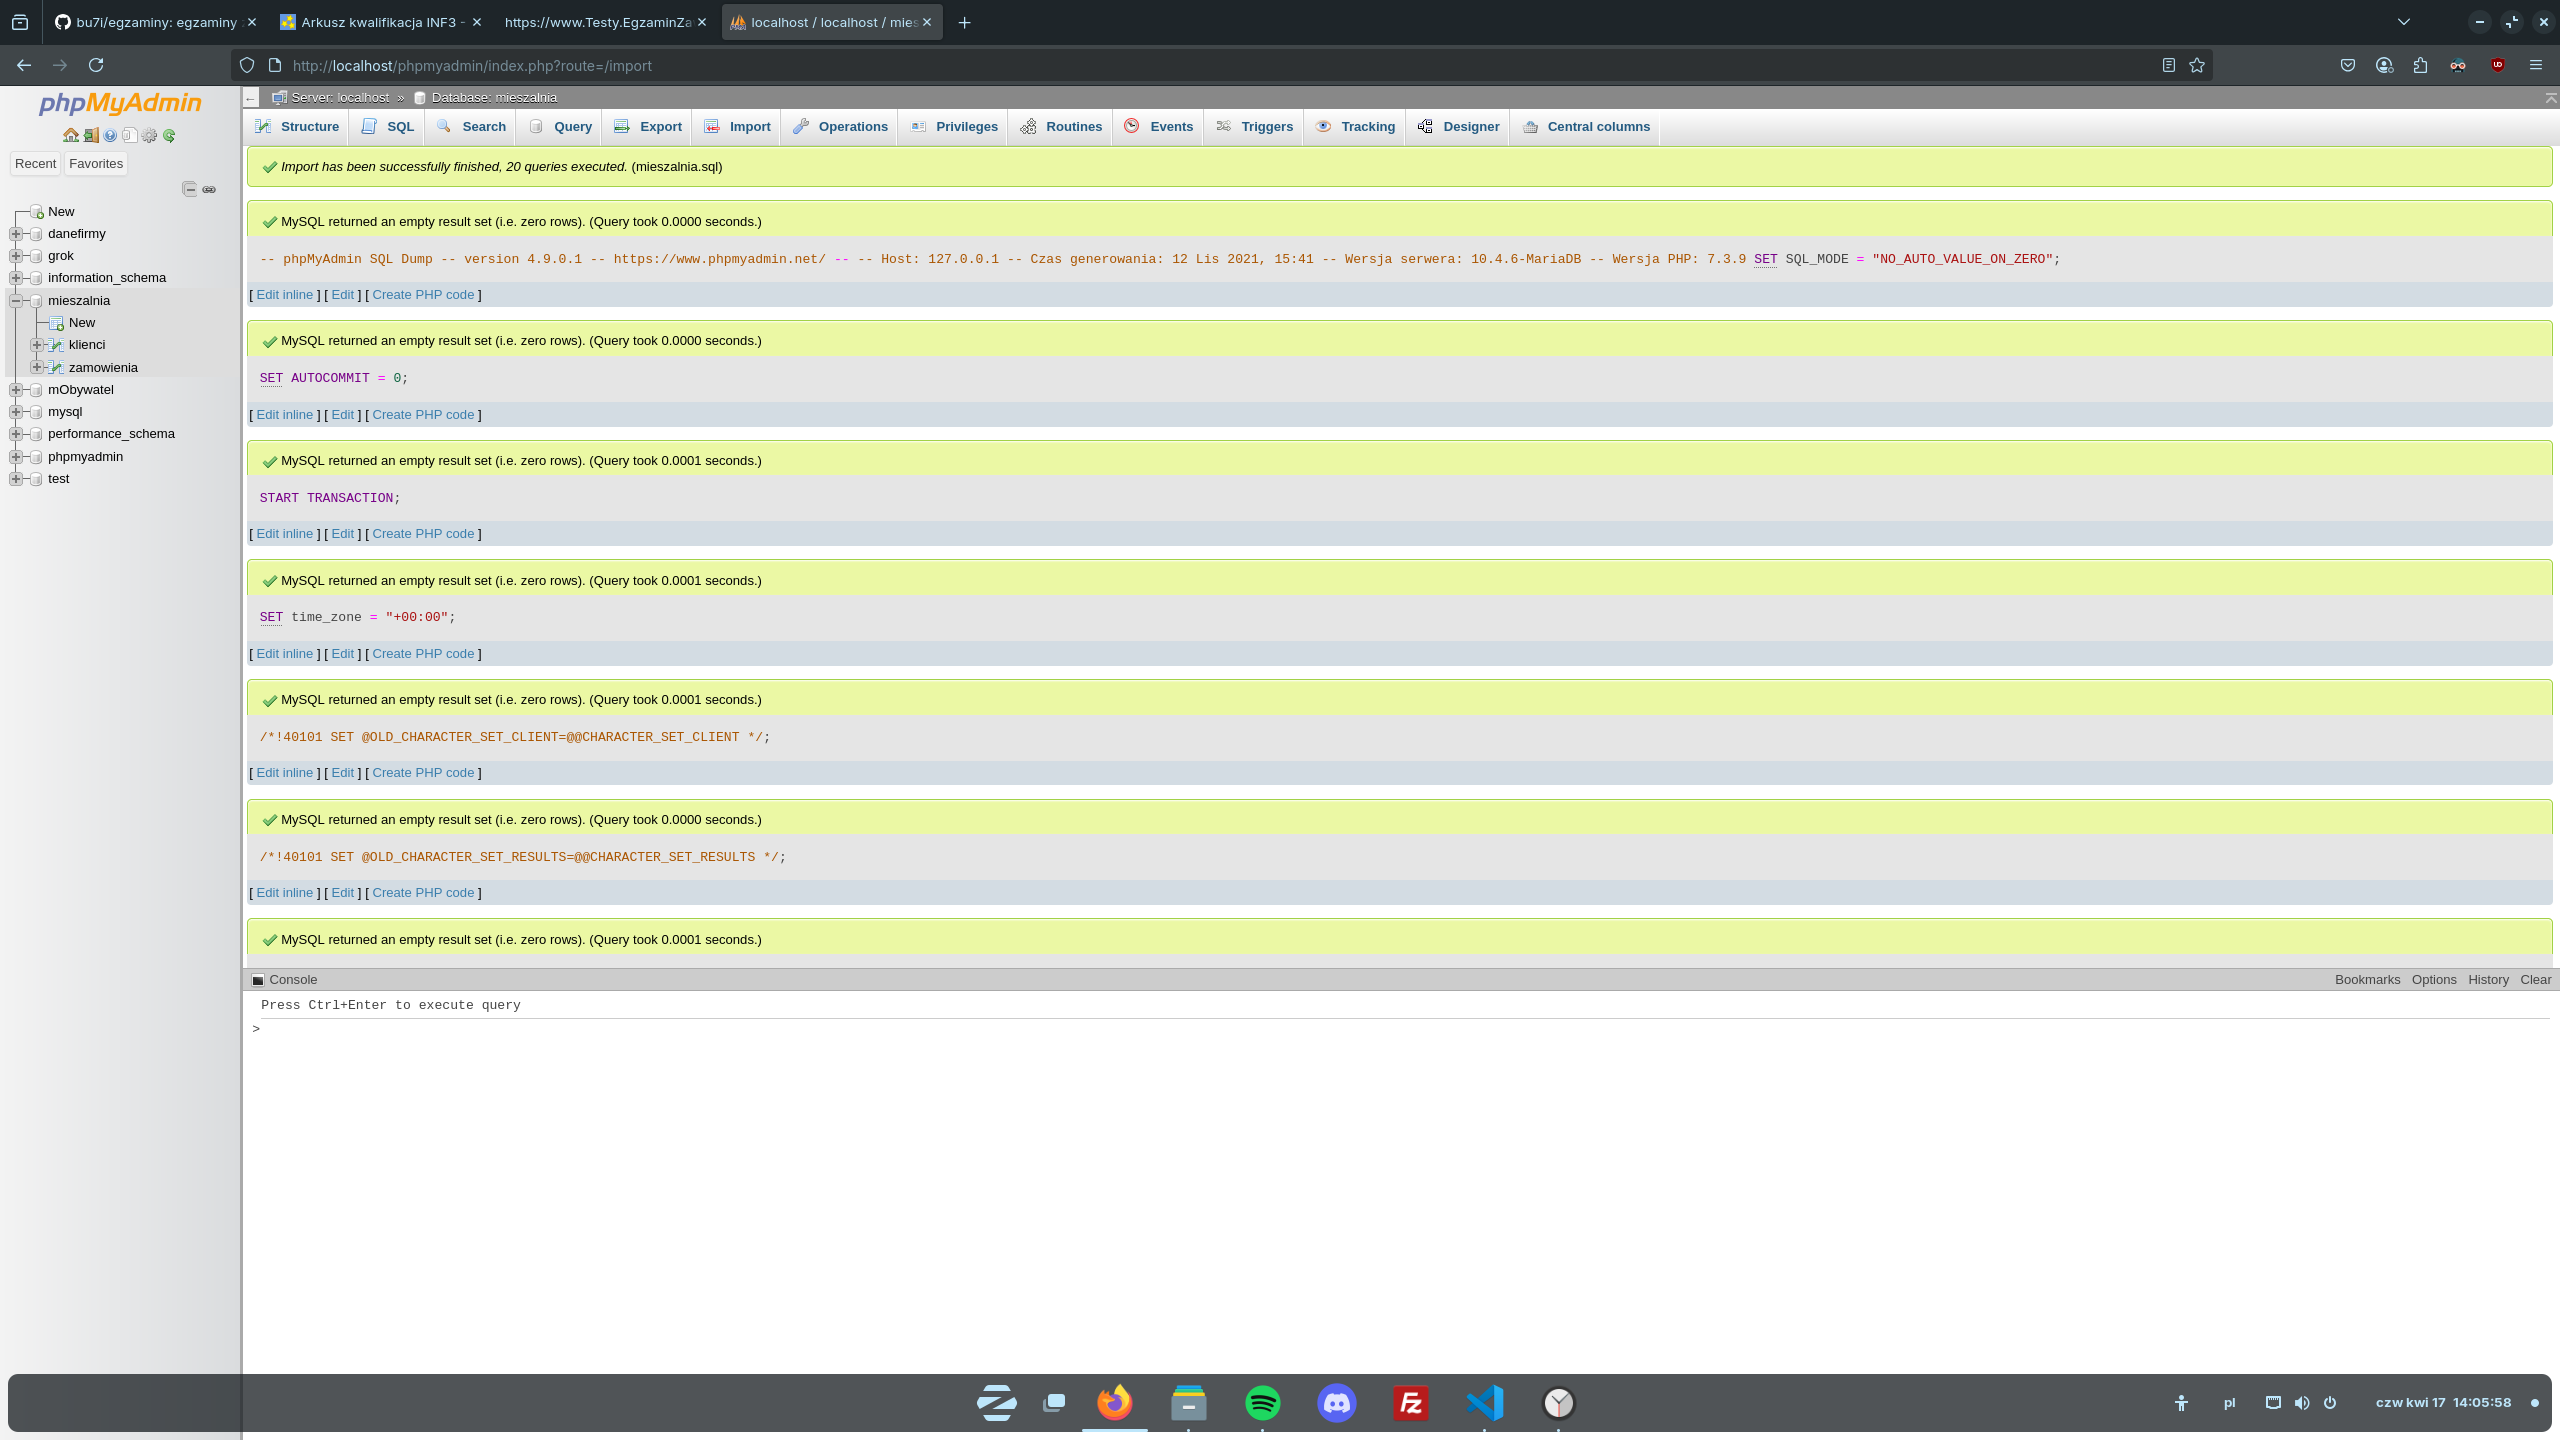 bu7i/egzaminy: egzaminy
Arkusz kwalifikacja INF3 -
https://www.Testy.EgzaminZa
localhost / localhost / mies
http://localhost/phpmyadmin/index.php?route=/import
phpMyAdmin
Recent
Favorites
New
danefirmy
grok
information_schema
mieszalnia
New
klienci
zamowienia
mObywatel
mysql
performance_schema
phpmyadmin
test
← Server: localhost » Database: mieszalnia
Structure SQL Search Query Export Import Operations Privileges Routines Events Triggers Tracking Designer Central columns
Import has been successfully finished, 20 queries executed. (mieszalnia.sql)
MySQL returned an empty result set (i.e. zero rows). (Query took 0.0000 seconds.)
-- phpMyAdmin SQL Dump -- version 4.9.0.1 -- https://www.phpmyadmin.net/ -- -- Host: 127.0.0.1 -- Czas generowania: 12 Lis 2021, 15:41 -- Wersja serwera: 10.4.6-MariaDB -- Wersja PHP: 7.3.9 SET SQL_MODE = "NO_AUTO_VALUE_ON_ZERO";
[ Edit inline ] [ Edit ] [ Create PHP code ]
MySQL returned an empty result set (i.e. zero rows). (Query took 0.0000 seconds.)
SET AUTOCOMMIT = 0;
[ Edit inline ] [ Edit ] [ Create PHP code ]
MySQL returned an empty result set (i.e. zero rows). (Query took 0.0001 seconds.)
START TRANSACTION;
[ Edit inline ] [ Edit ] [ Create PHP code ]
MySQL returned an empty result set (i.e. zero rows). (Query took 0.0001 seconds.)
SET time_zone = "+00:00";
[ Edit inline ] [ Edit ] [ Create PHP code ]
MySQL returned an empty result set (i.e. zero rows). (Query took 0.0001 seconds.)
/*!40101 SET @OLD_CHARACTER_SET_CLIENT=@@CHARACTER_SET_CLIENT */;
[ Edit inline ] [ Edit ] [ Create PHP code ]
MySQL returned an empty result set (i.e. zero rows). (Query took 0.0000 seconds.)
/*!40101 SET @OLD_CHARACTER_SET_RESULTS=@@CHARACTER_SET_RESULTS */;
[ Edit inline ] [ Edit ] [ Create PHP code ]
MySQL returned an empty result set (i.e. zero rows). (Query took 0.0001 seconds.)
Console
Bookmarks Options History Clear
Press Ctrl+Enter to execute query
>
Fz
pl
czw kwi 17 14:05:58